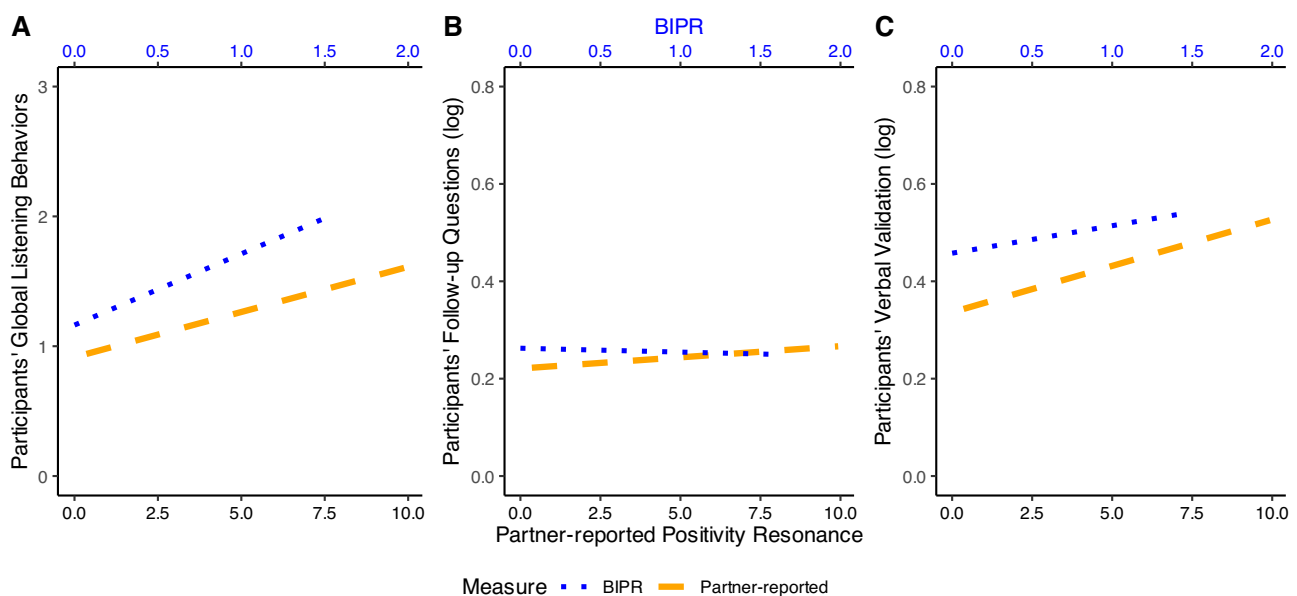 A
B
C
BIPR
0.0 0.5 1.0 1.5 2.0
0.0 0.5 1.0 1.5 2.0
0.0 0.5 1.0 1.5 2.0
Participants' Global Listening Behaviors
3
2
1
0
0.0 2.5 5.0 7.5 10.0
Participants' Follow-up Questions (log)
0.8
0.6
0.4
0.2
0.0
0.0 2.5 5.0 7.5 10.0
Participants' Verbal Validation (log)
0.8
0.6
0.4
0.2
0.0
0.0 2.5 5.0 7.5 10.0
Partner-reported Positivity Resonance
Measure BIPR Partner-reported